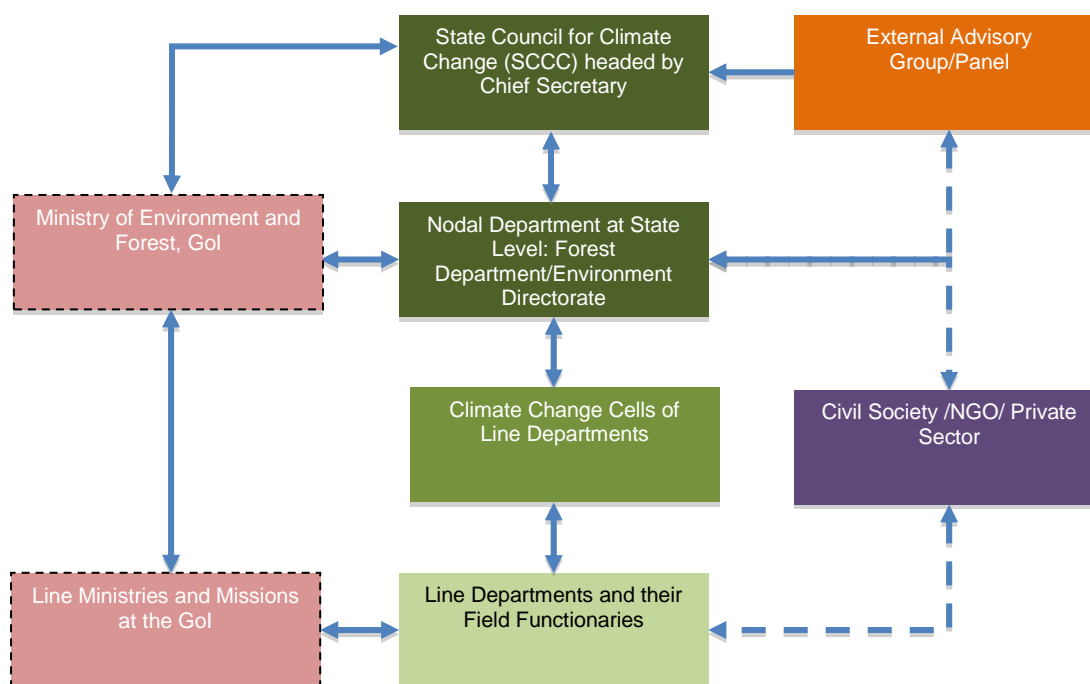 State Council for Climate
Change (SCCC) headed by
Chief Secretary
External Advisory
Group/Panel
Ministry of Environment and
Forest, GoI
Nodal Department at State
Level: Forest
Department/Environment
Directorate
Climate Change Cells of
Line Departments
Civil Society /NGO/ Private
Sector
Line Ministries and Missions
at the GoI
Line Departments and their
Field Functionaries